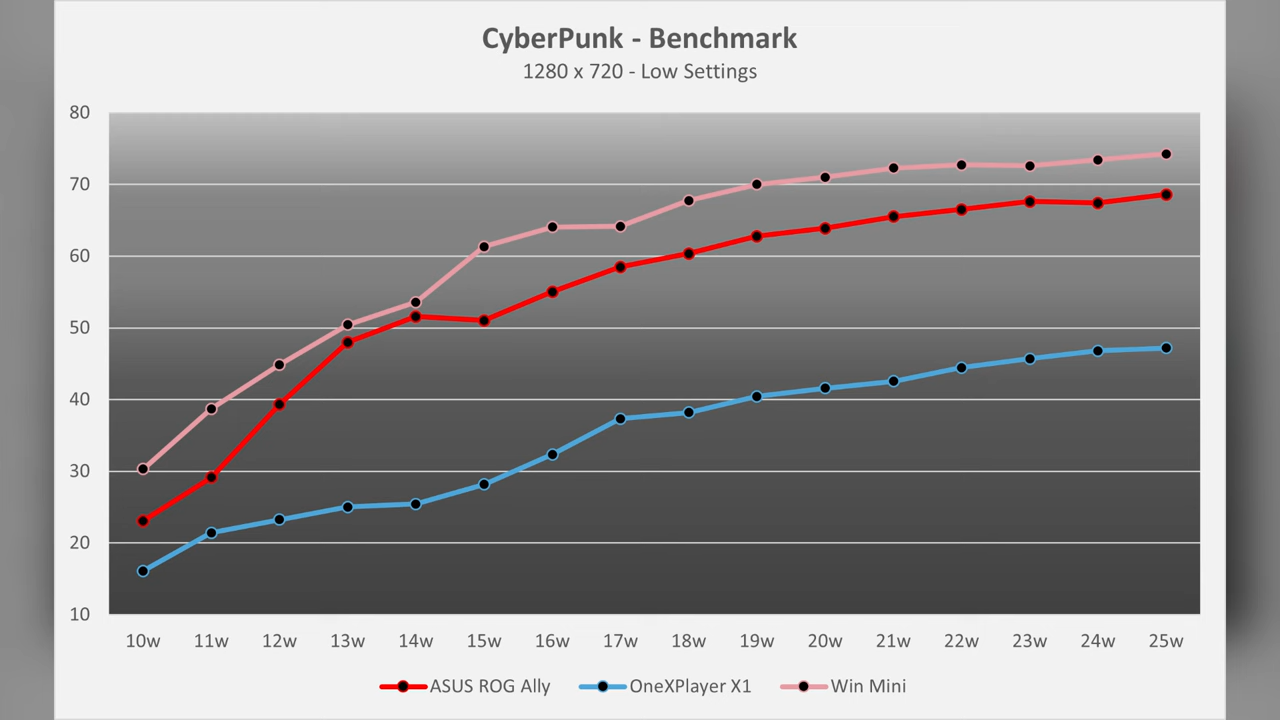 CyberPunk - Benchmark
1280 x 720 - Low Settings
80
70
60
50
40
30
20
10
10w 11w 12w 13w 14w 15w 16w 17w 18w 19w 20w 21w 22w 23w 24w 25w
ASUS ROG Ally OneXPlayer X1 Win Mini